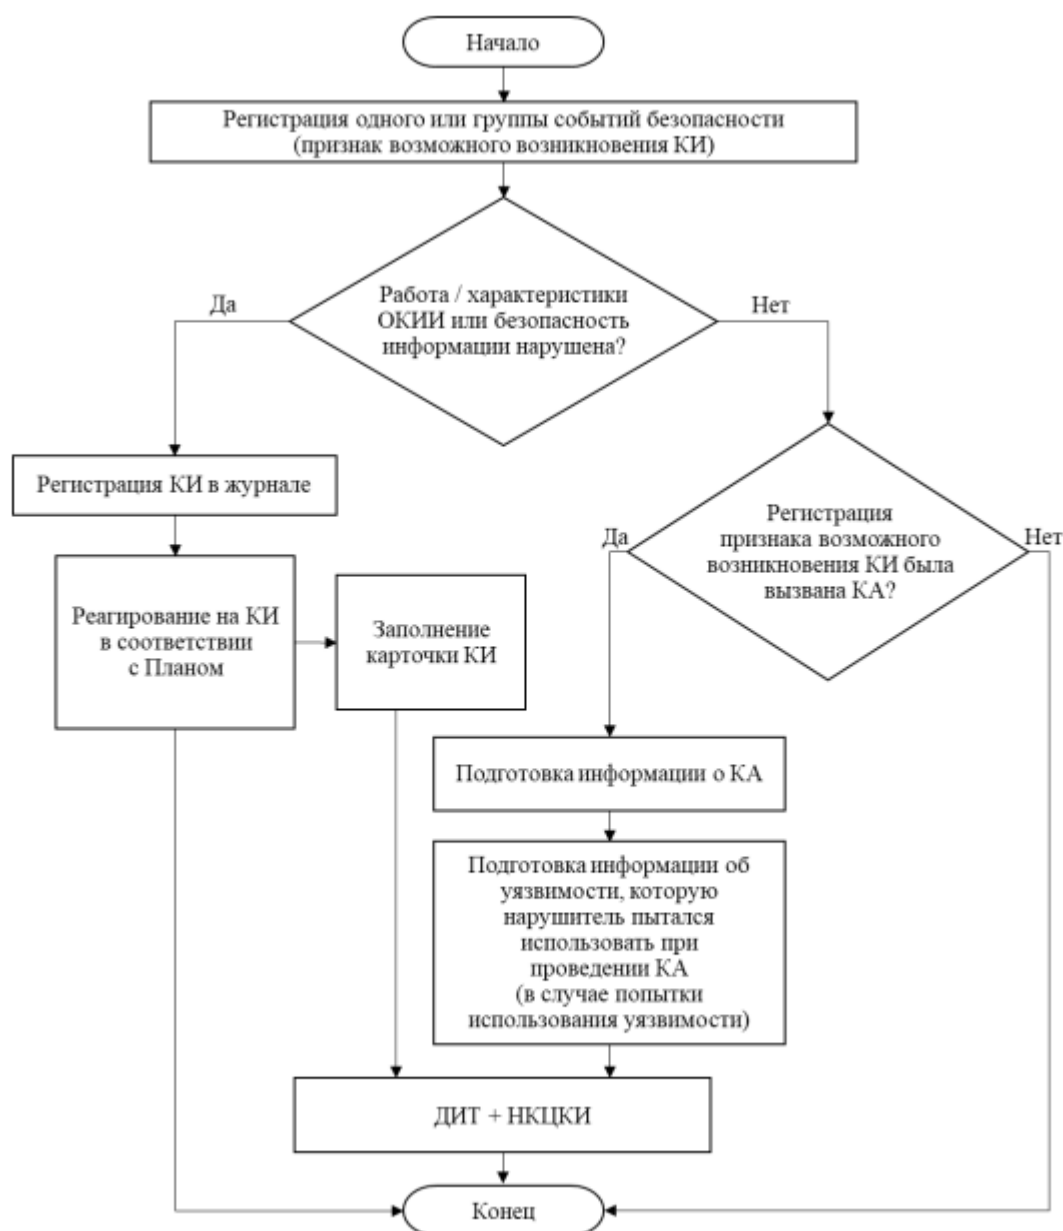 Начало
Регистрация одного или группы событий безопасности
(признак возможного возникновения КИ)
Да
Работа / характеристики
ОКИИ или безопасность
информации нарушена?
Нет
Регистрация КИ в журнале
Да
Регистрация
признака возможного
возникновения КИ была
вызвана КА?
Нет
Реагирование на КИ
в соответствии
с Планом
Заполнение
карточки КИ
Подготовка информации о КА
Подготовка информации об
уязвимости, которую
нарушитель пытался
использовать при
проведении КА
(в случае попытки
использования уязвимости)
ДИТ + НКЦКИ
Конец